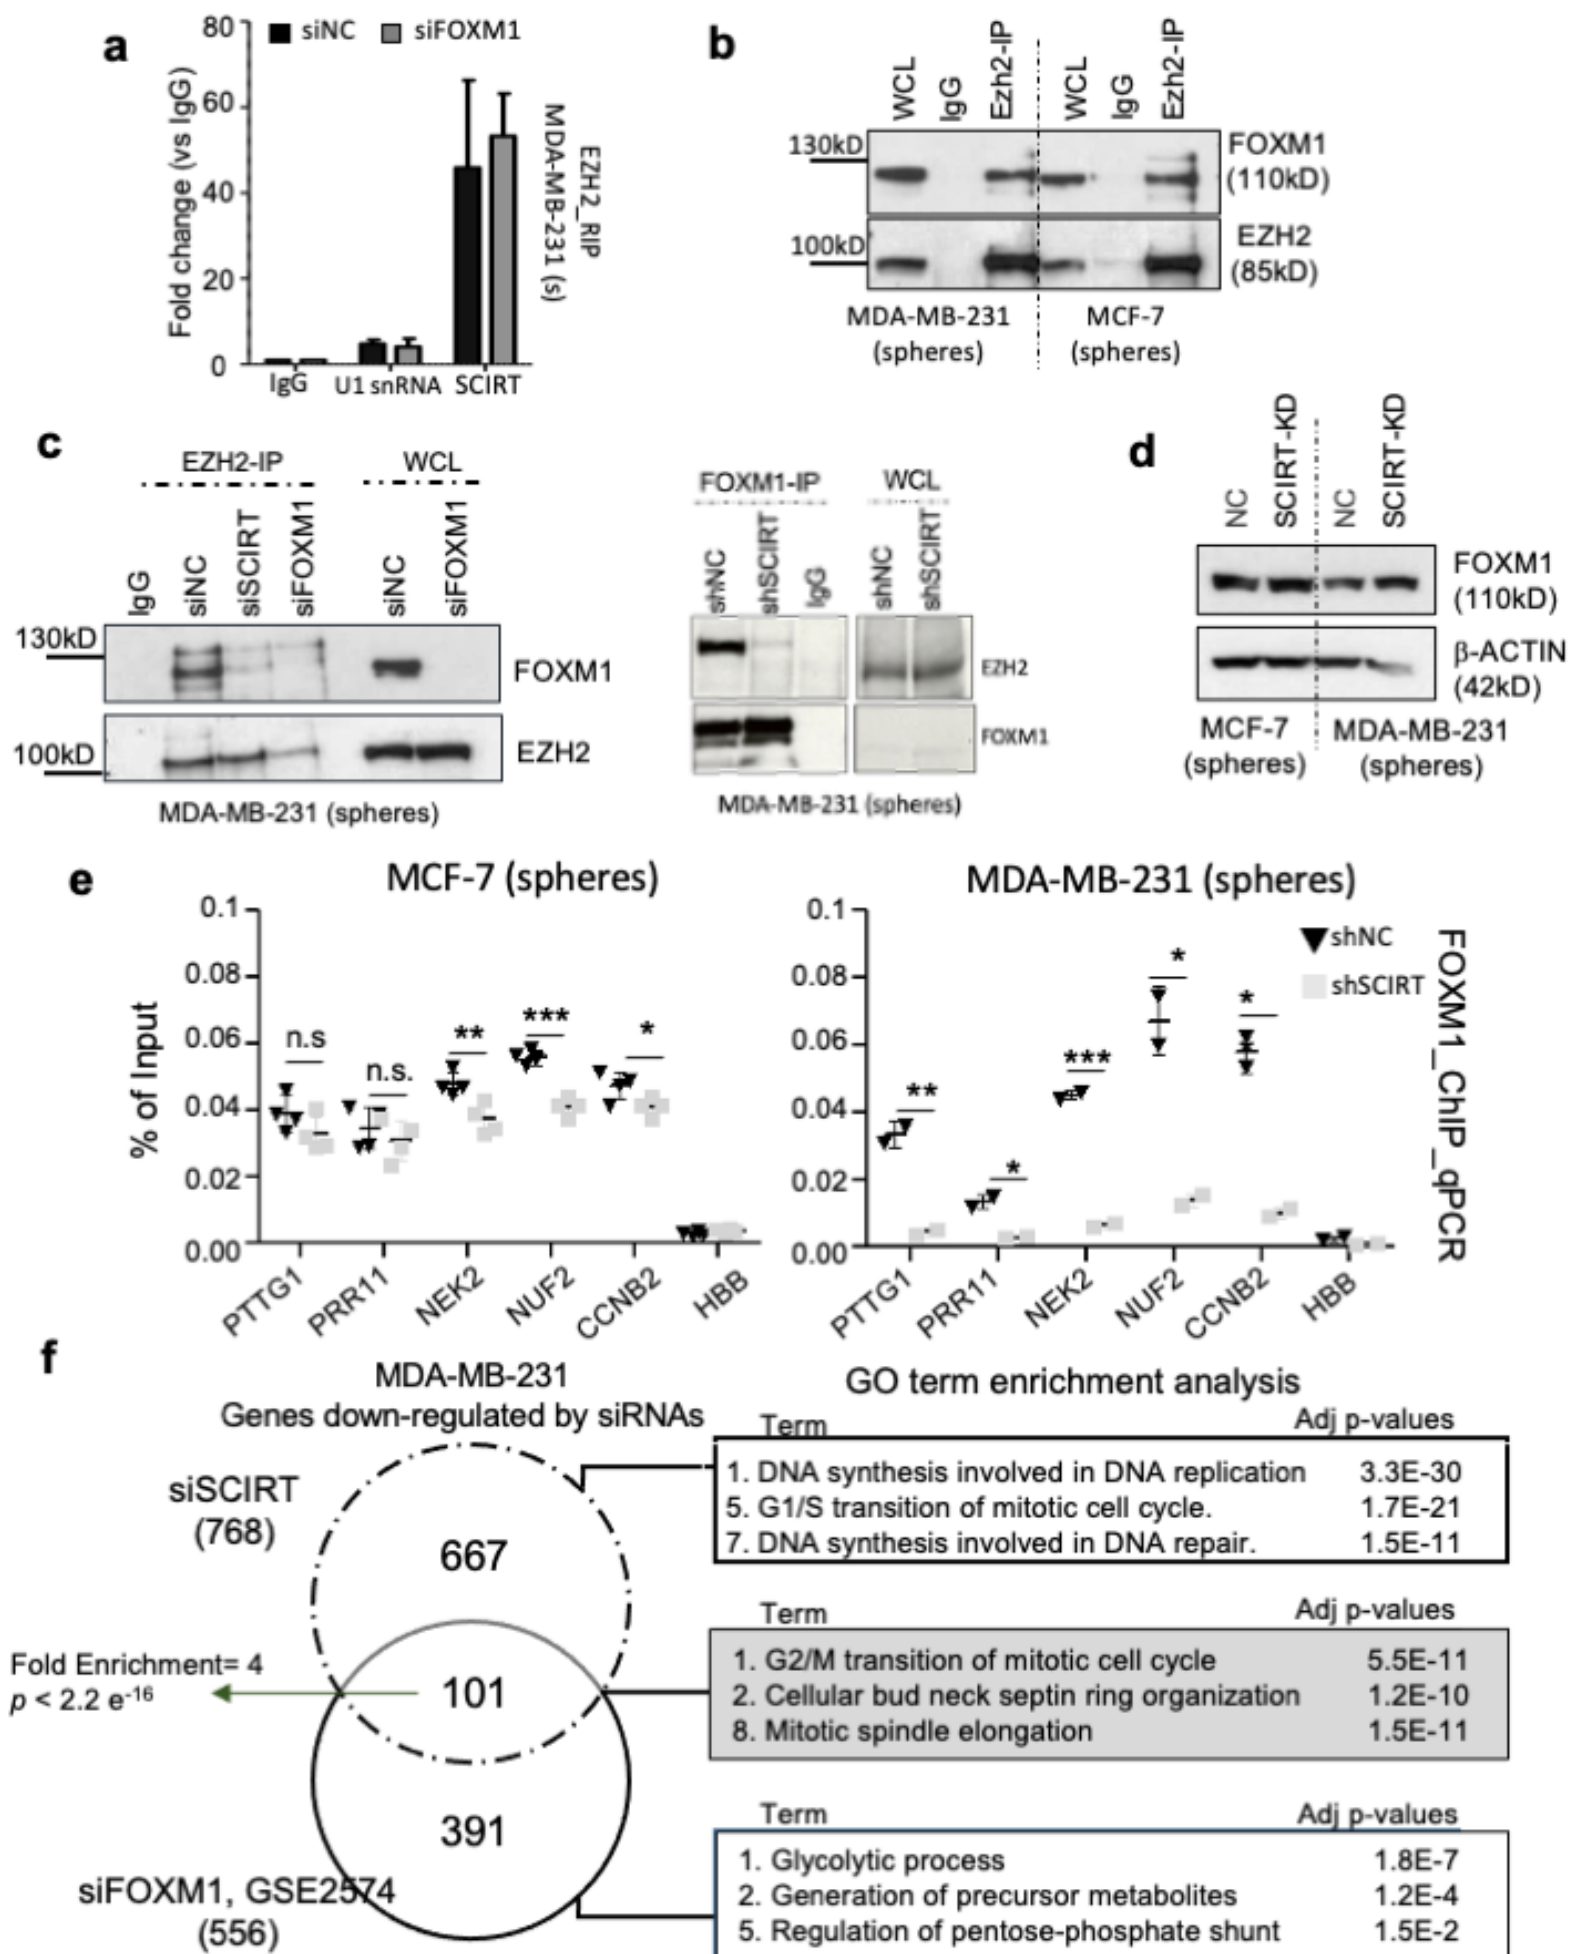 a
80
60
40
20
0
Fold change (vs IgG)
siNC
siFOXM1
EZH2_RIP
MDA-MB-231 (s)
IgG
U1 snRNA
SCIRT
b
WCL
IgG
Ezh2-IP
WCL
IgG
Ezh2-IP
130kD
FOXM1
(110kD)
100kD
EZH2
(85kD)
MDA-MB-231
(spheres)
MCF-7
(spheres)
c
EZH2-IP
WCL
IgG
siNC
siSCIRT
siFOXM1
siNC
siFOXM1
130kD
FOXM1
100kD
EZH2
MDA-MB-231 (spheres)
FOXM1-IP
WCL
shNC
shSCIRT
IgG
shNC
shSCIRT
EZH2
FOXM1
MDA-MB-231 (spheres)
d
NC
SCIRT-KD
NC
SCIRT-KD
FOXM1
(110kD)
β-ACTIN
(42kD)
MCF-7
(spheres)
MDA-MB-231
(spheres)
e
MCF-7 (spheres)
% of Input
0.1
0.08
0.06
0.04
0.02
0.00
n.s
n.s.
**
***
*
PTTG1
PRR11
NEK2
NUF2
CCNB2
HBB
MDA-MB-231 (spheres)
0.1
0.08
0.06
0.04
0.02
0.00
**
*
***
*
*
shNC
shSCIRT
FOXM1_ChIP_qPCR
PTTG1
PRR11
NEK2
NUF2
CCNB2
HBB
f
MDA-MB-231
Genes down-regulated by siRNAs
siSCIRT
(768)
667
Fold Enrichment= 4
p < 2.2 e-16
101
391
siFOXM1, GSE2574
(556)
GO term enrichment analysis
Term Adj p-values
1. DNA synthesis involved in DNA replication 3.3E-30
5. G1/S transition of mitotic cell cycle. 1.7E-21
7. DNA synthesis involved in DNA repair. 1.5E-11
Term Adj p-values
1. G2/M transition of mitotic cell cycle 5.5E-11
2. Cellular bud neck septin ring organization 1.2E-10
8. Mitotic spindle elongation 1.5E-11
Term Adj p-values
1. Glycolytic process 1.8E-7
2. Generation of precursor metabolites 1.2E-4
5. Regulation of pentose-phosphate shunt 1.5E-2